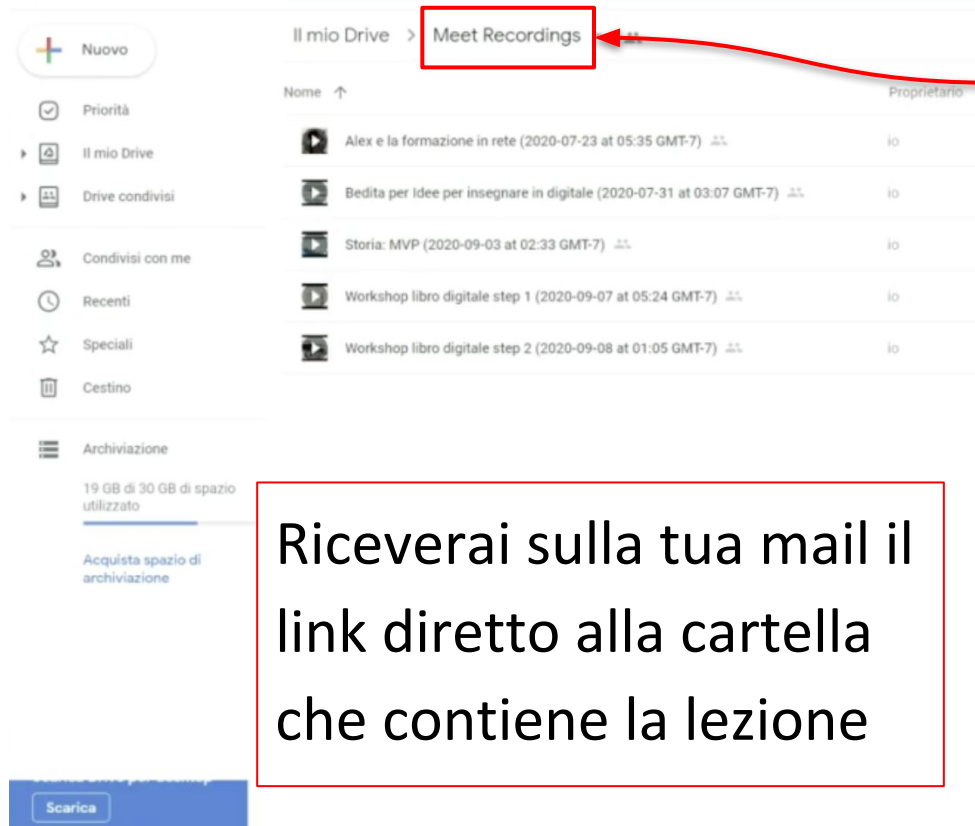 Il mio Drive > Meet Recordings
Nuovo
Nome ↑ Proprietario
Priorità
Il mio Drive
Drive condivisi
Condivisi con me
Recenti
Speciali
Cestino
Archiviazione
19 GB di 30 GB di spazio
utilizzato
Acquista spazio di
archiviazione
Scarica
Alex e la formazione in rete (2020-07-23 at 05:35 GMT-7) io
Bedita per Idee per insegnare in digitale (2020-07-31 at 03:07 GMT-7) io
Storia: MVP (2020-09-03 at 02:33 GMT-7) io
Workshop libro digitale step 1 (2020-09-07 at 05:24 GMT-7) io
Workshop libro digitale step 2 (2020-09-08 at 01:05 GMT-7) io
Riceverai sulla tua mail il
link diretto alla cartella
che contiene la lezione